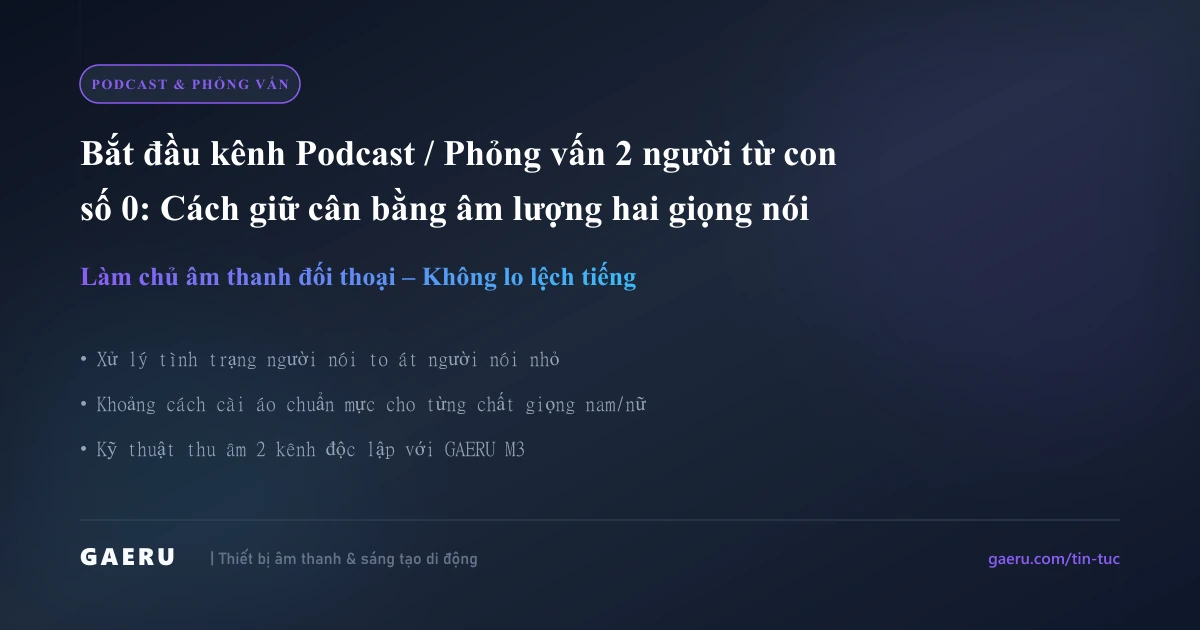 PODCAST & PHỎNG VẤN
Bắt đầu kênh Podcast / Phỏng vấn 2 người từ con
số 0: Cách giữ cân bằng âm lượng hai giọng nói
Làm chủ âm thanh đối thoại – Không lo lệch tiếng
• Xử lý tình trạng người nói to át người nói nhỏ
• Khoảng cách cài áo chuẩn mực cho từng chất giọng nam/nữ
• Kỹ thuật thu âm 2 kênh độc lập với GAERU M3
GAERU | Thiết bị âm thanh & sáng tạo di động gaeru.com/tin-tuc